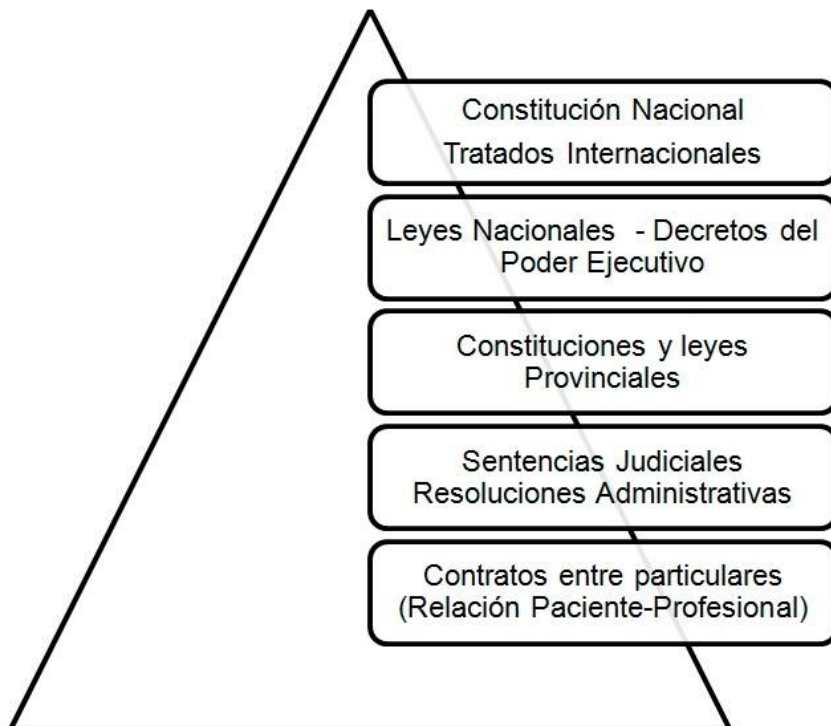 Constitución Nacional
Tratados Internacionales
Leyes Nacionales - Decretos del
Poder Ejecutivo
Constituciones y leyes
Provinciales
Sentencias Judiciales
Resoluciones Administrativas
Contratos entre particulares
(Relación Paciente-Profesional)